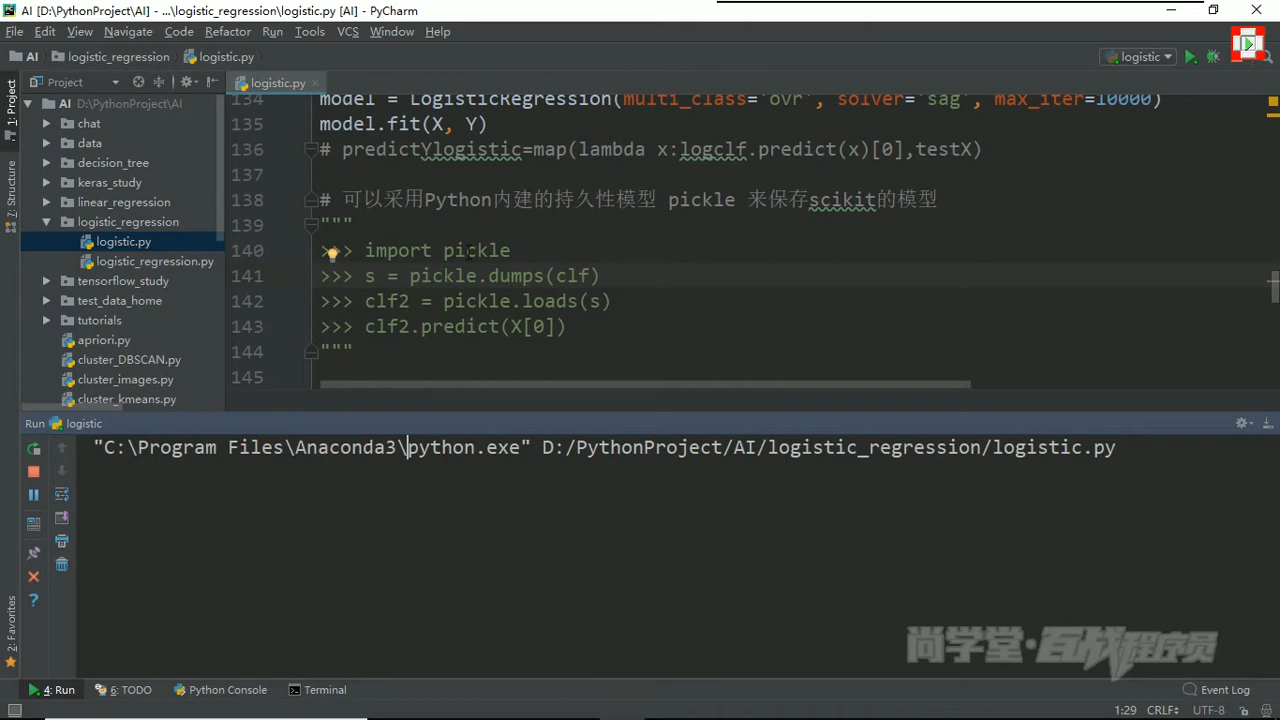 AI [D:\PythonProject\AI] - ...\logistic_regression\logistic.py [AI] - PyCharm
File Edit View Navigate Code Refactor Run Tools VCS Window Help
AI logistic_regression logistic.py logistic
Project logistic.py
1: Project
7: Structure
2: Favorites
AI D:\PythonProject\AI
chat
data
decision_tree
keras_study
linear_regression
logistic_regression
logistic.py
logistic_regression.py
tensorflow_study
test_data_home
tutorials
apriori.py
cluster_DBSCAN.py
cluster_images.py
cluster_kmeans.py
134 model = LogisticRegression(multi_class='ovr', solver='sag', max_iter=10000)
135 model.fit(X, Y)
136 # predictYlogistic=map(lambda x:logclf.predict(x)[0],testX)
137
138 # 可以采用Python内建的持久性模型 pickle 来保存scikit的模型
139 """
140 >>> import pickle
141 >>> s = pickle.dumps(clf)
142 >>> clf2 = pickle.loads(s)
143 >>> clf2.predict(X[0])
144 """
145
Run logistic
"C:\Program Files\Anaconda3\python.exe" D:/PythonProject/AI/logistic_regression/logistic.py
尚学堂·百战程序员
4: Run 6: TODO Python Console Terminal Event Log
1:29 CRLF÷ UTF-8÷